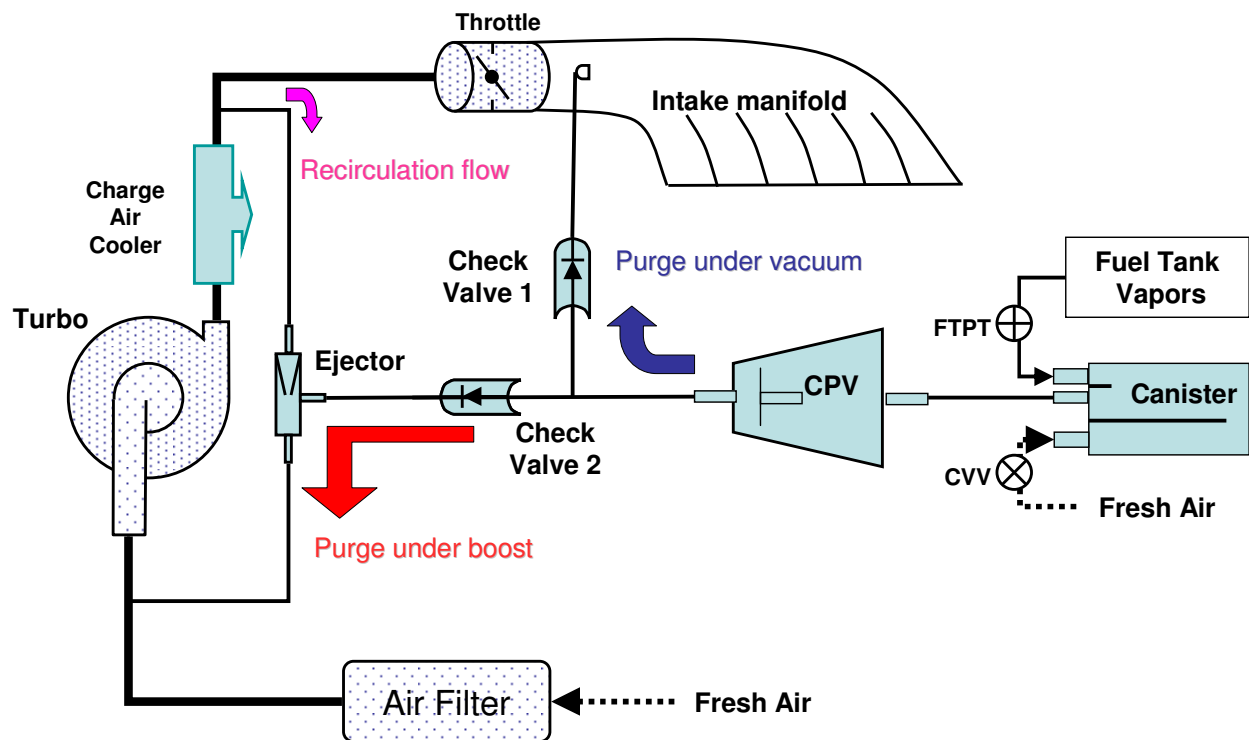 Throttle
Intake manifold
Recirculation flow
Charge
Air
Cooler
Check
Valve 1
Purge under vacuum
Fuel Tank
Vapors
FTPT
Turbo
Ejector
CPV
Canister
Check
Valve 2
CVV
Fresh Air
Purge under boost
Air Filter
Fresh Air